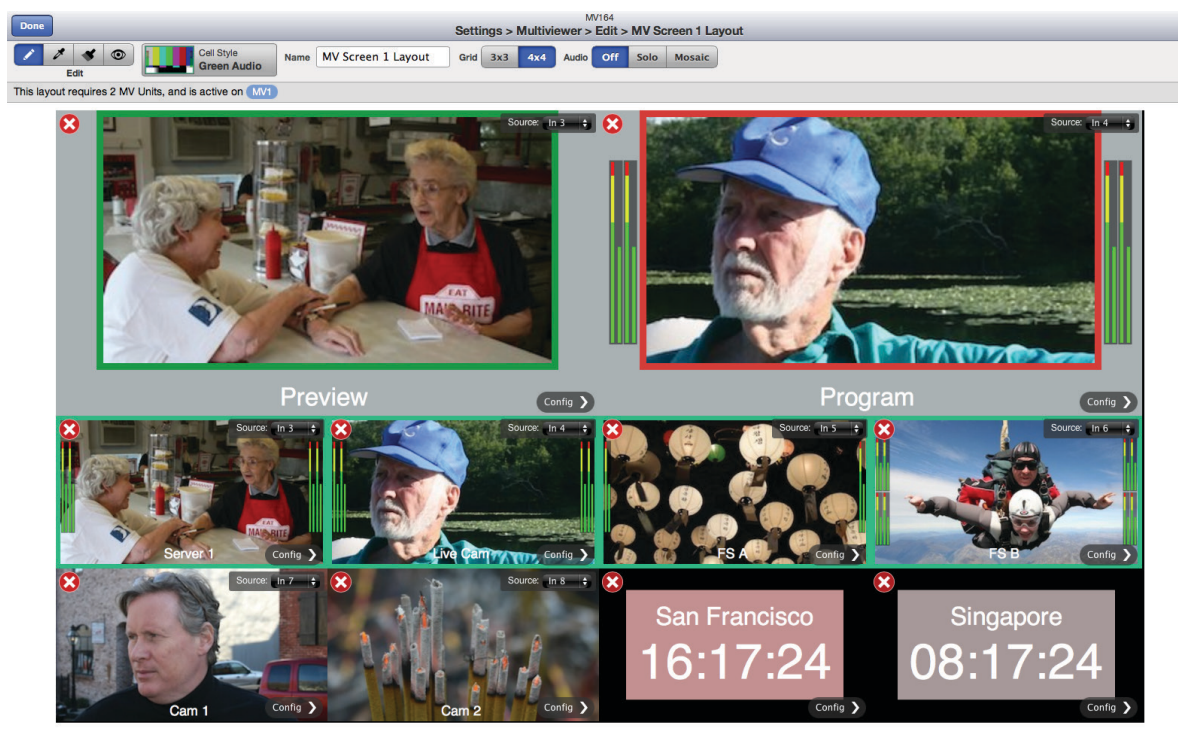 MV164
Done
Settings > Multiviewer > Edit > MV Screen 1 Layout
Edit
Cell Style
Green Audio
Name MV Screen 1 Layout
Grid 3x3 4x4
Audio Off Solo Mosaic
This layout requires 2 MV Units, and is active on MV1
Source: In 3
Source: In 4
EAT
MAID RITE
Preview
Config
Program
Config
Source: In 3
Source: In 4
Source: In 5
Source: In 6
Server 1
Config
Live Cam
Config
FS A
Config
FS B
Config
Source: In 7
Source: In 8
San Francisco
16:17:24
Singapore
08:17:24
Cam 1
Config
Cam 2
Config
Config
Config